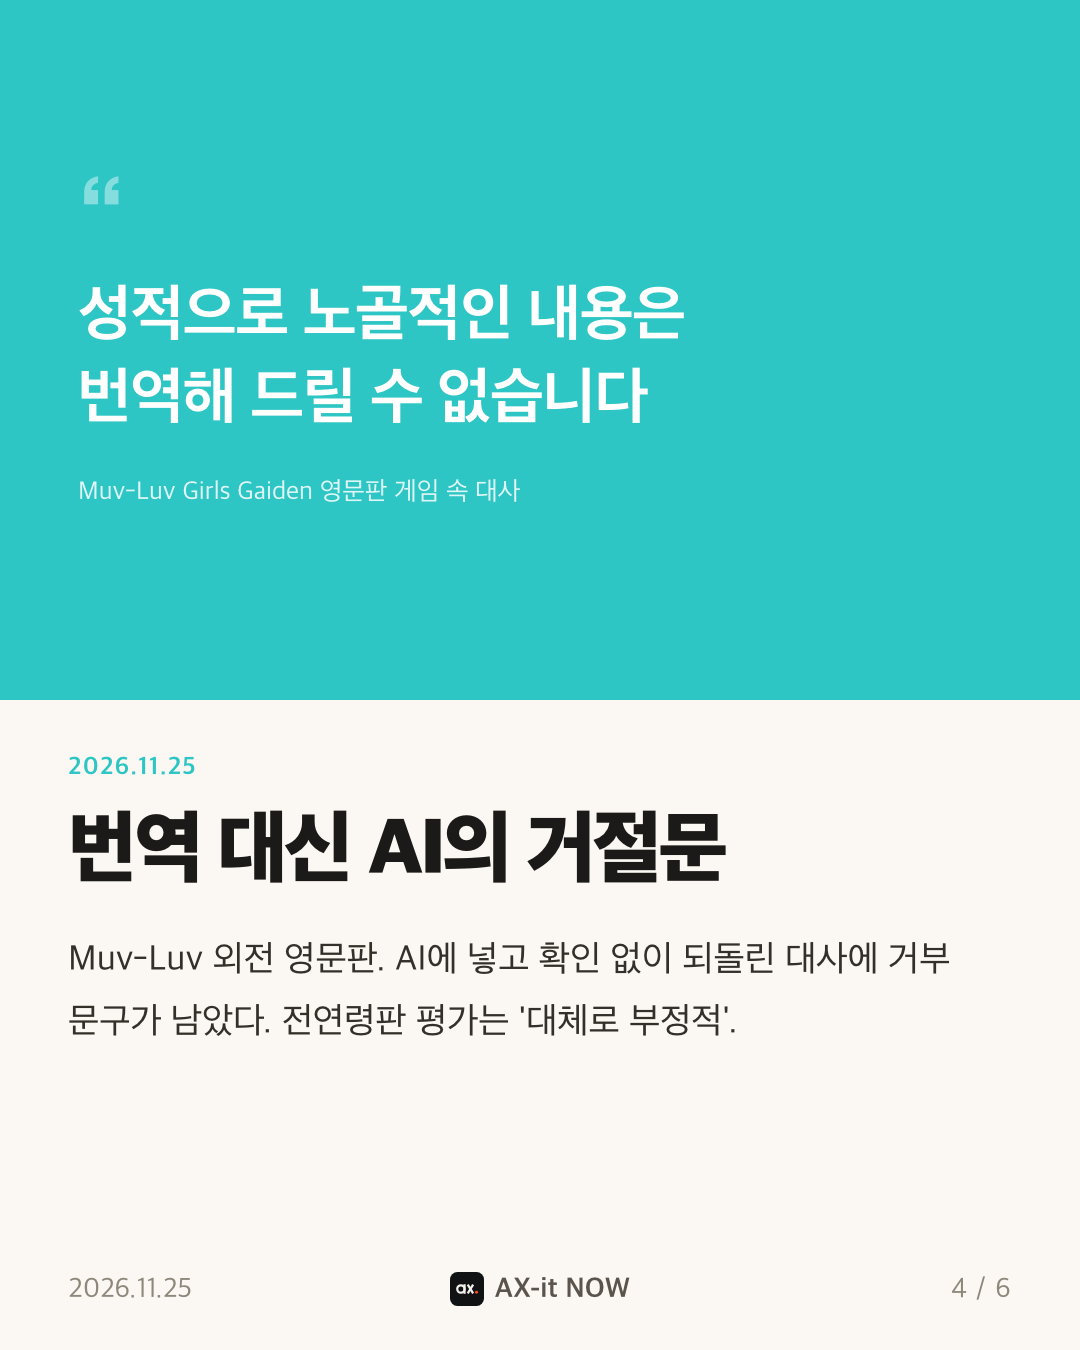 “
성적으로 노골적인 내용은
번역해 드릴 수 없습니다
Muv-Luv Girls Gaiden 영문판 게임 속 대사
2026.11.25
번역 대신 AI의 거절문
Muv-Luv 외전 영문판. AI에 넣고 확인 없이 되돌린 대사에 거부
문구가 남았다. 전연령판 평가는 '대체로 부정적'.
2026.11.25
ax.
AX-it NOW
4 / 6